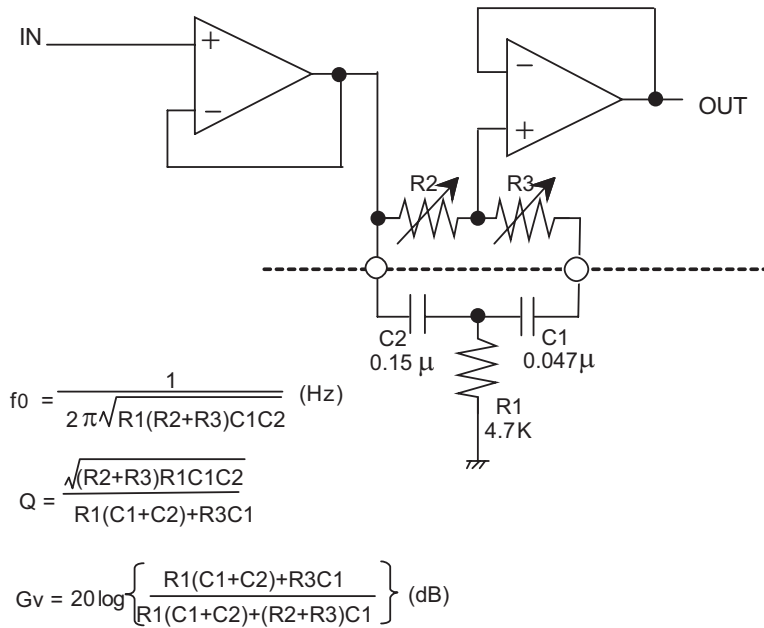 IN
+
−
−
+
OUT
R2
R3
C2
0.15 μ
C1
0.047μ
R1
4.7K
f0 = 1 / 2π√R1(R2+R3)C1C2 (Hz)
Q = √(R2+R3)R1C1C2 / R1(C1+C2)+R3C1
Gv = 20log{ R1(C1+C2)+R3C1 / R1(C1+C2)+(R2+R3)C1 } (dB)